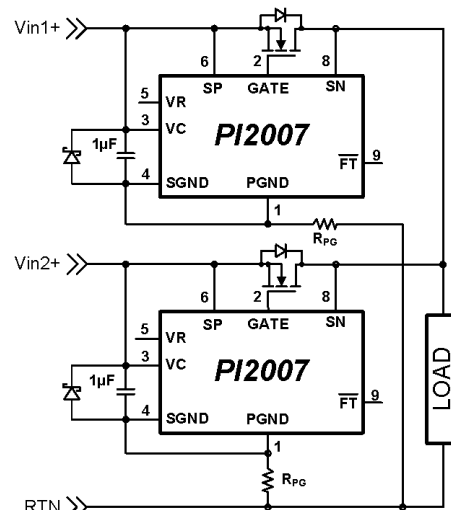 Vin1+
6
2
8
SP
GATE
SN
5
VR
3
VC
1µF
PI2007
FT
9
4
SGND
PGND
1
RPG
Vin2+
6
2
8
SP
GATE
SN
5
VR
3
VC
1µF
PI2007
FT
9
4
SGND
PGND
1
RPG
LOAD
RTN